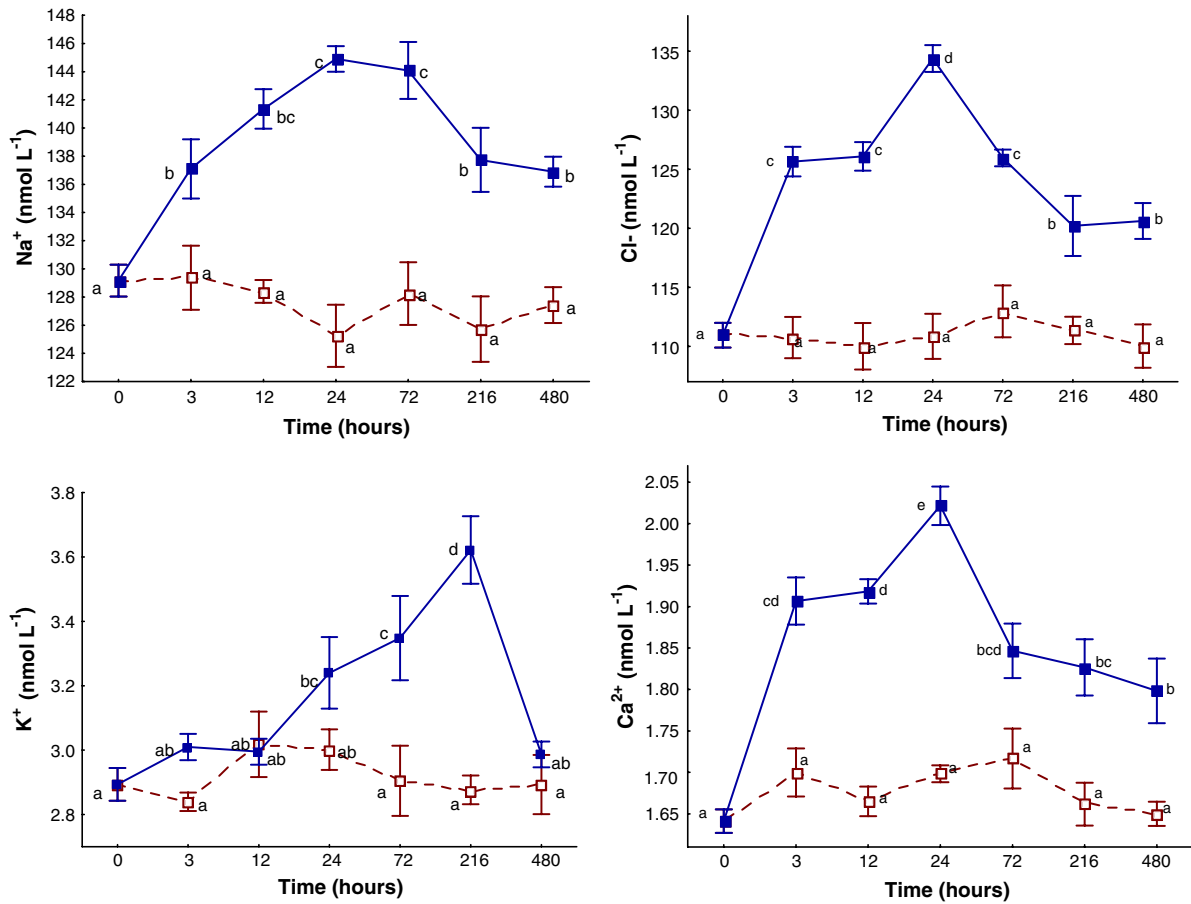 148
146
144
142
140
138
136
134
132
130
128
126
124
122
Na+ (nmol L-1)
a b bc c c b b
a a a a a a
0 3 12 24 72 216 480
Time (hours)
135
130
125
120
115
110
Cl- (nmol L-1)
a c c d c b b
a a a a a a
0 3 12 24 72 216 480
Time (hours)
3.8
3.6
3.4
3.2
3.0
2.8
K+ (nmol L-1)
a ab ab bc c d ab
a ab ab a a a
0 3 12 24 72 216 480
Time (hours)
2.05
2.00
1.95
1.90
1.85
1.80
1.75
1.70
1.65
Ca2+ (nmol L-1)
a cd d e bcd bc b
a a a a a a
0 3 12 24 72 216 480
Time (hours)